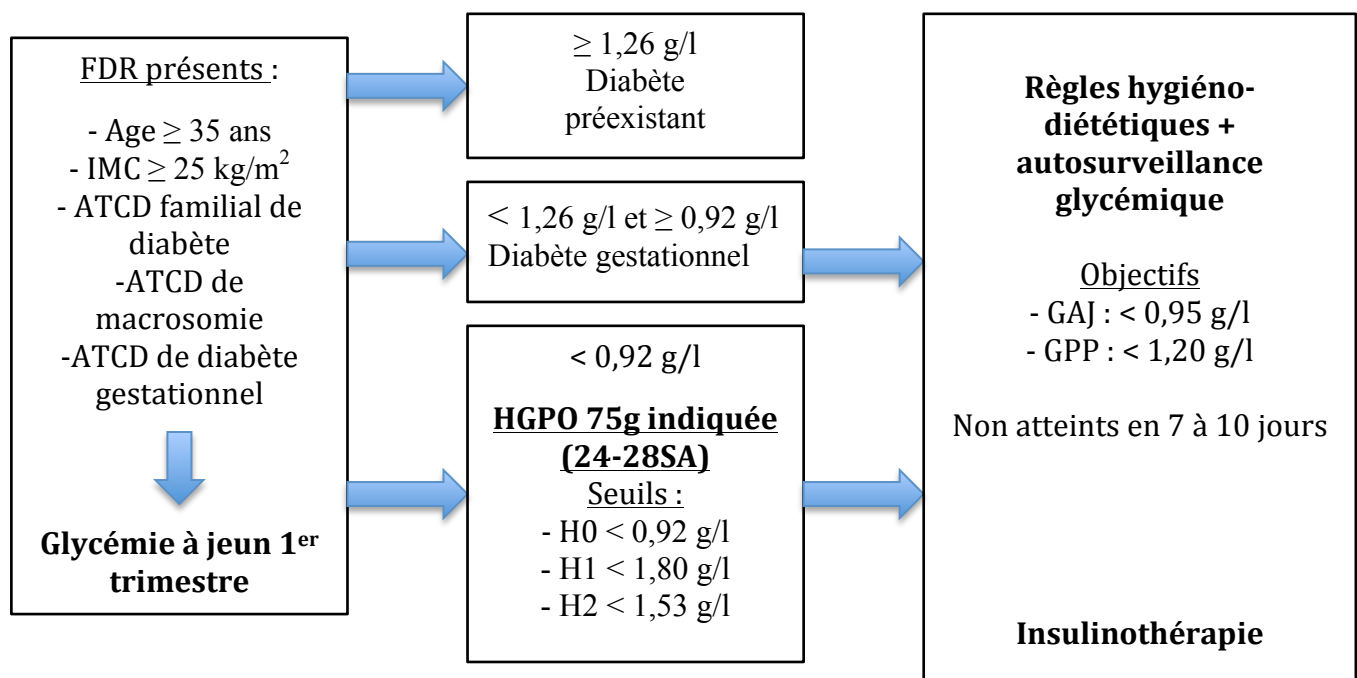 FDR présents :
- Age ≥ 35 ans
- IMC ≥ 25 kg/m²
- ATCD familial de
diabète
-ATCD de
macrosomie
-ATCD de diabète
gestationnel
Glycémie à jeun 1er
trimestre
≥ 1,26 g/l
Diabète
préexistant
< 1,26 g/l et ≥ 0,92 g/l
Diabète gestationnel
< 0,92 g/l
HGPO 75g indiquée
(24-28SA)
Seuils :
- H0 < 0,92 g/l
- H1 < 1,80 g/l
- H2 < 1,53 g/l
Règles hygiéno-
diététiques +
autosurveillance
glycémique
Objectifs
- GAJ : < 0,95 g/l
- GPP : < 1,20 g/l
Non atteints en 7 à 10 jours
Insulinothérapie